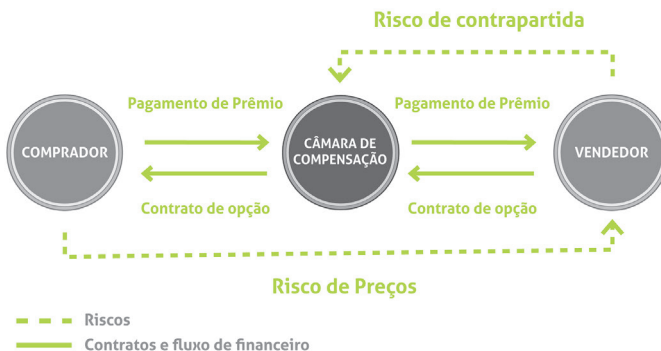 Risco de contrapartida
Pagamento de Prêmio
Pagamento de Prêmio
COMPRADOR
CÂMARA DE
COMPENSAÇÃO
VENDEDOR
Contrato de opção
Contrato de opção
Risco de Preços
Riscos
Contratos e fluxo de financeiro